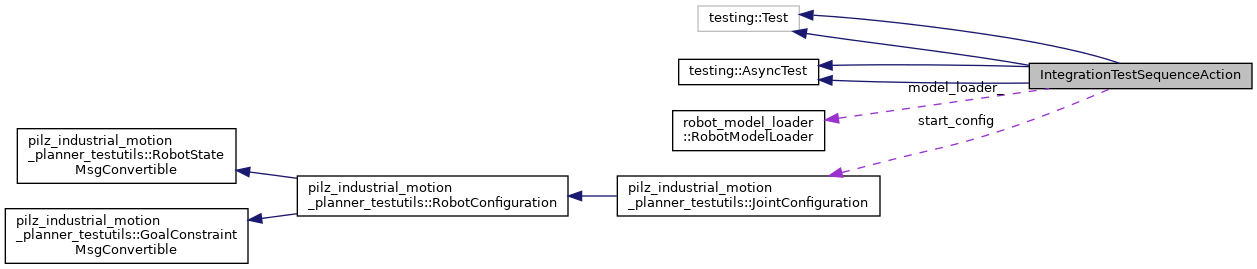 testing::Test
testing::AsyncTest
IntegrationTestSequenceAction
model_loader_
robot_model_loader
::RobotModelLoader
start_config
pilz_industrial_motion
_planner_testutils::RobotState
MsgConvertible
pilz_industrial_motion
_planner_testutils::RobotConfiguration
pilz_industrial_motion
_planner_testutils::JointConfiguration
pilz_industrial_motion
_planner_testutils::GoalConstraint
MsgConvertible